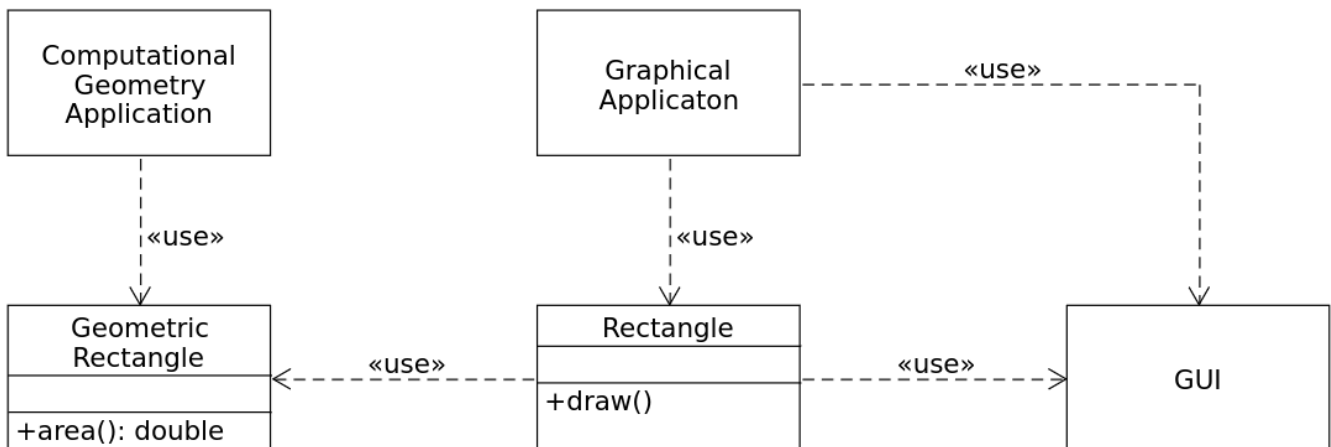 Computational
Geometry
Application
Graphical
Applicaton
«use»
«use»
«use»
Geometric
Rectangle
+area(): double
«use»
Rectangle
+draw()
«use»
GUI